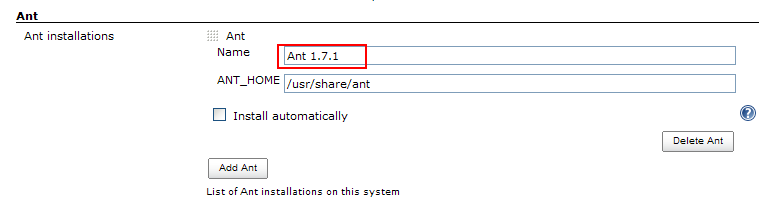 Ant
Ant installations
Ant
Name
Ant 1.7.1
ANT_HOME
/usr/share/ant
Install automatically
?
Delete Ant
Add Ant
List of Ant installations on this system